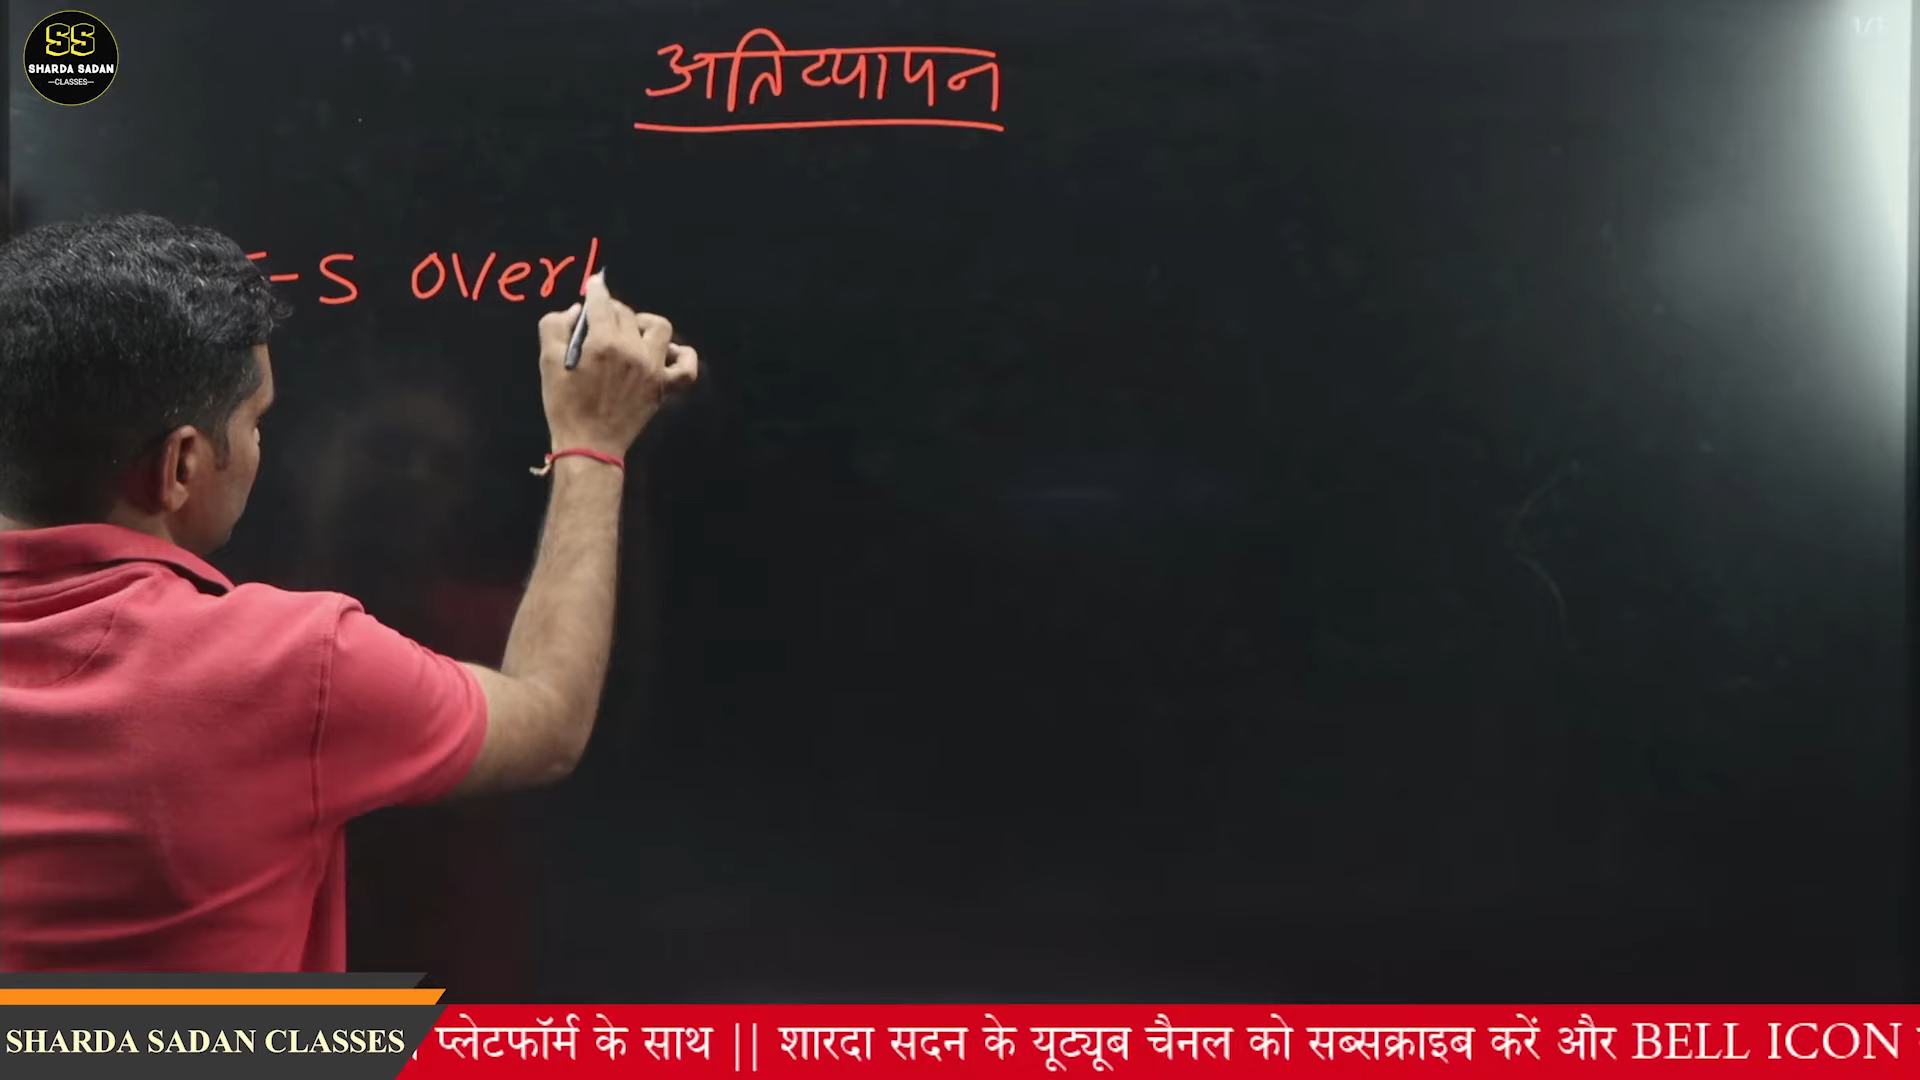 SS
SHARDA SADAN
—CLASSES—
अतिव्यापन
-S over
SHARDA SADAN CLASSES
प्लेटफॉर्म के साथ || शारदा सदन के यूट्यूब चैनल को सब्सक्राइब करें और BELL ICON